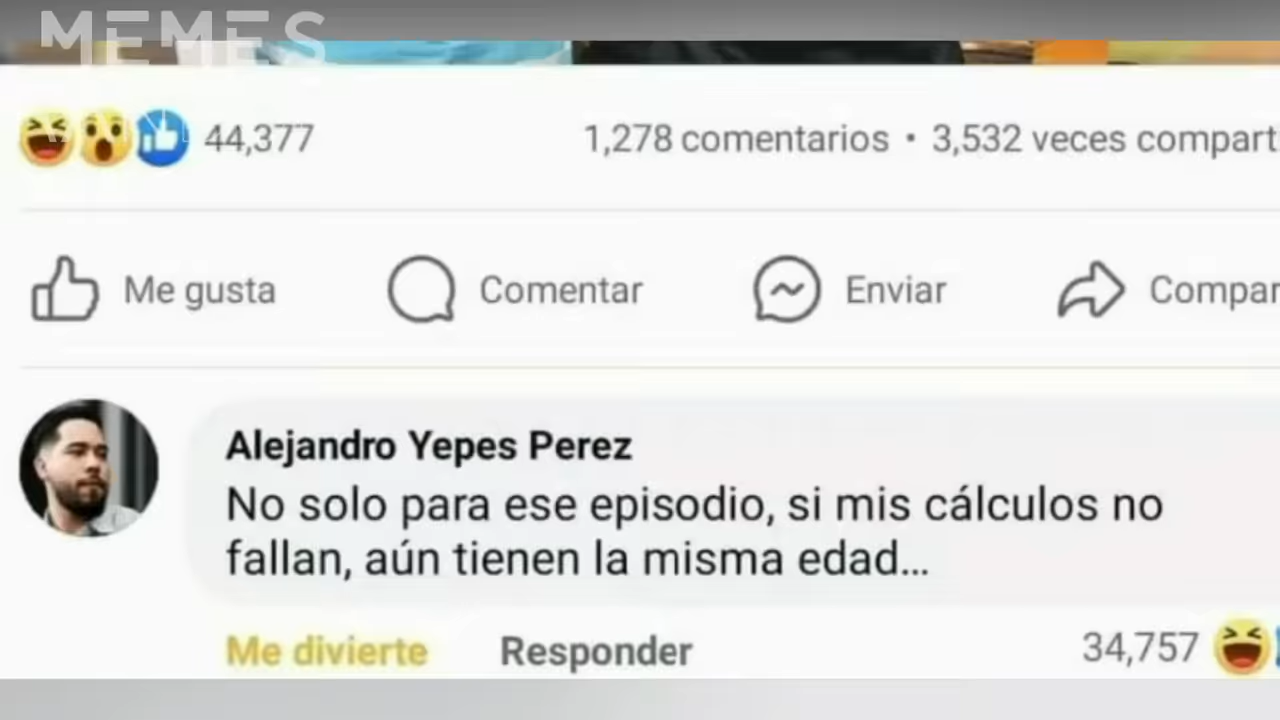 MEMES
44,377
1,278 comentarios • 3,532 veces compart
Me gusta
Comentar
Enviar
Compar
Alejandro Yepes Perez
No solo para ese episodio, si mis cálculos no
fallan, aún tienen la misma edad...
Me divierte
Responder
34,757